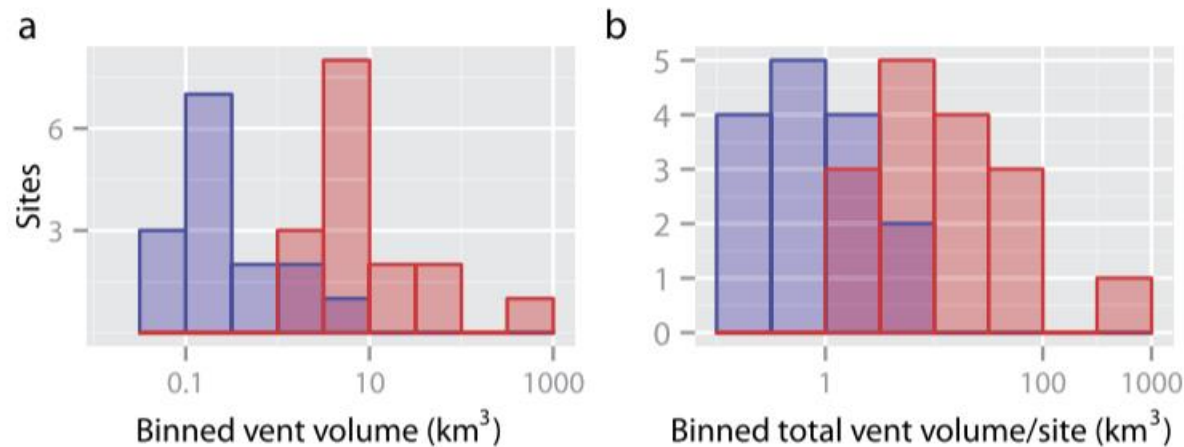 a
b
Sites
6
3
0.1
10
1000
Binned vent volume (km³)
5
4
3
2
1
0
1
100
1000
Binned total vent volume/site (km³)